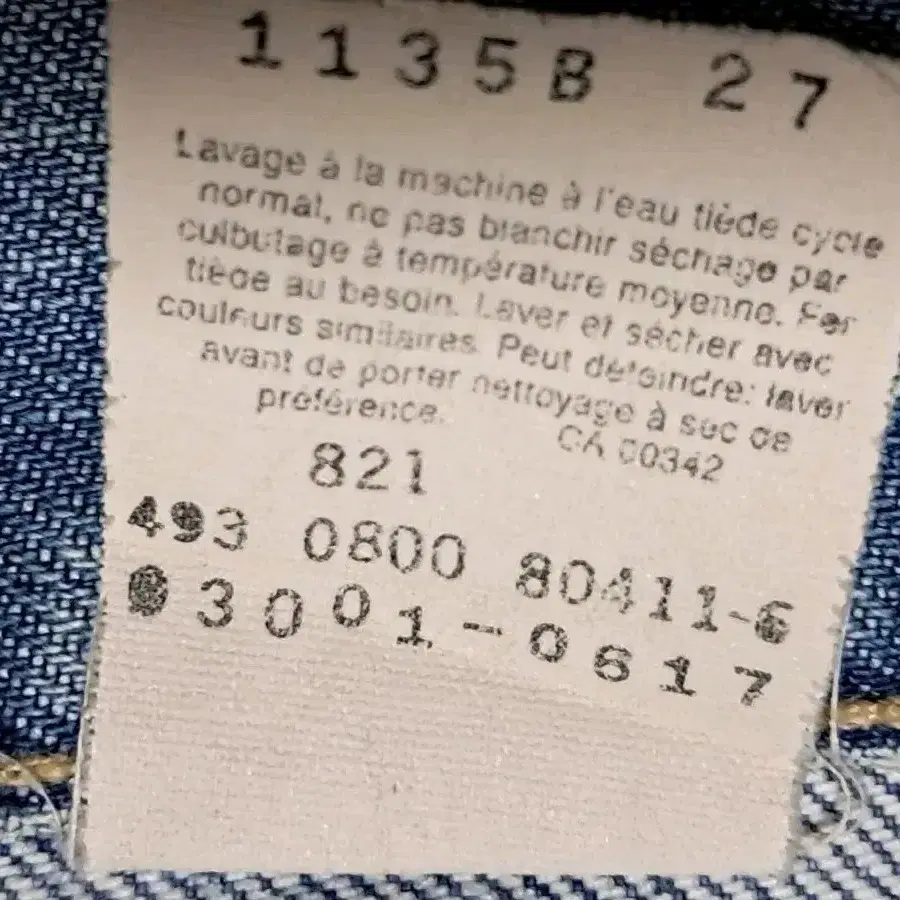 1135B 27
Lavage à la machine à l'eau tiède cycle
normal, ne pas blanchir séchage par
culbutage à température moyenne. Fer
tiède au besoin. Laver et sécher avec
couleurs similaires. Peut déteindre: laver
avant de porter nettoyage à sec de
préférence.
CA 00342
821
493 0800 80411-6
3001-0617